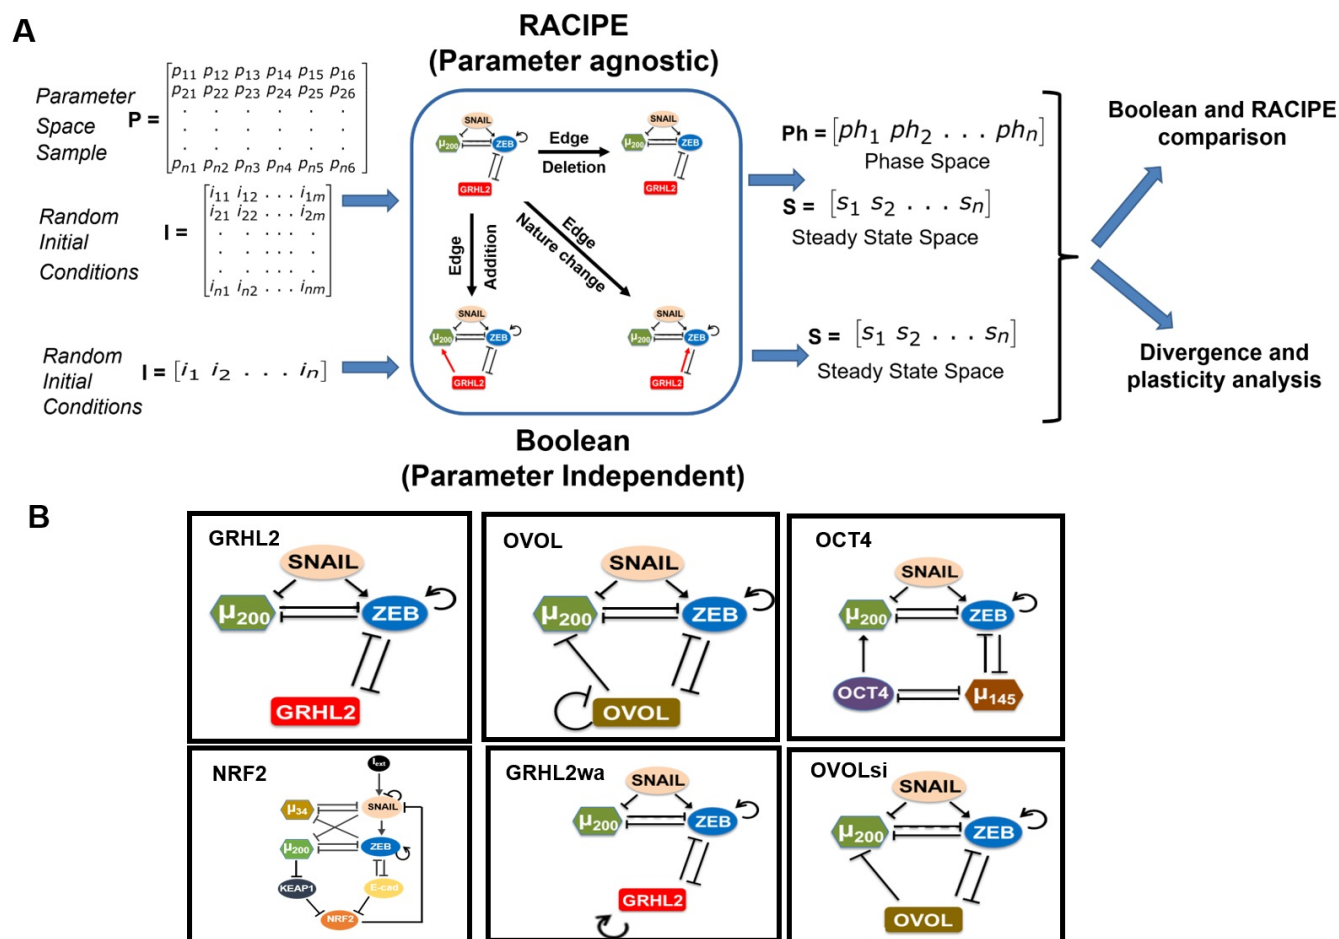 A
RACIPE
(Parameter agnostic)
Parameter
Space
Sample
P =
p11 p12 p13 p14 p15 p16
p21 p22 p23 p24 p25 p26
. . . . . .
. . . . . .
pn1 pn2 pn3 pn4 pn5 pn6
Random
Initial
Conditions
I =
i11 i12 . . . i1m
i21 i22 . . . i2m
. . . . . .
. . . . . .
. . . . . .
in1 in2 . . . inm
Random
Initial
Conditions
I = [i1 i2 . . . in]
SNAIL
μ200
ZEB
GRHL2
Edge
Deletion
SNAIL
μ200
ZEB
GRHL2
Edge
Addition
Edge
Nature change
SNAIL
μ200
ZEB
GRHL2
SNAIL
μ200
ZEB
GRHL2
Boolean
(Parameter Independent)
Ph = [ph1 ph2 . . . phn]
Phase Space
S = [s1 s2 . . . sn]
Steady State Space
S = [s1 s2 . . . sn]
Steady State Space
Boolean and RACIPE
comparison
Divergence and
plasticity analysis
B
GRHL2
SNAIL
μ200
ZEB
GRHL2
OVOL
SNAIL
μ200
ZEB
OVOL
OCT4
SNAIL
μ200
ZEB
OCT4
μ145
NRF2
Iext
μ34
SNAIL
μ200
ZEB
KEAP1
E-cad
NRF2
GRHL2wa
SNAIL
μ200
ZEB
GRHL2
OVOLsi
SNAIL
μ200
ZEB
OVOL